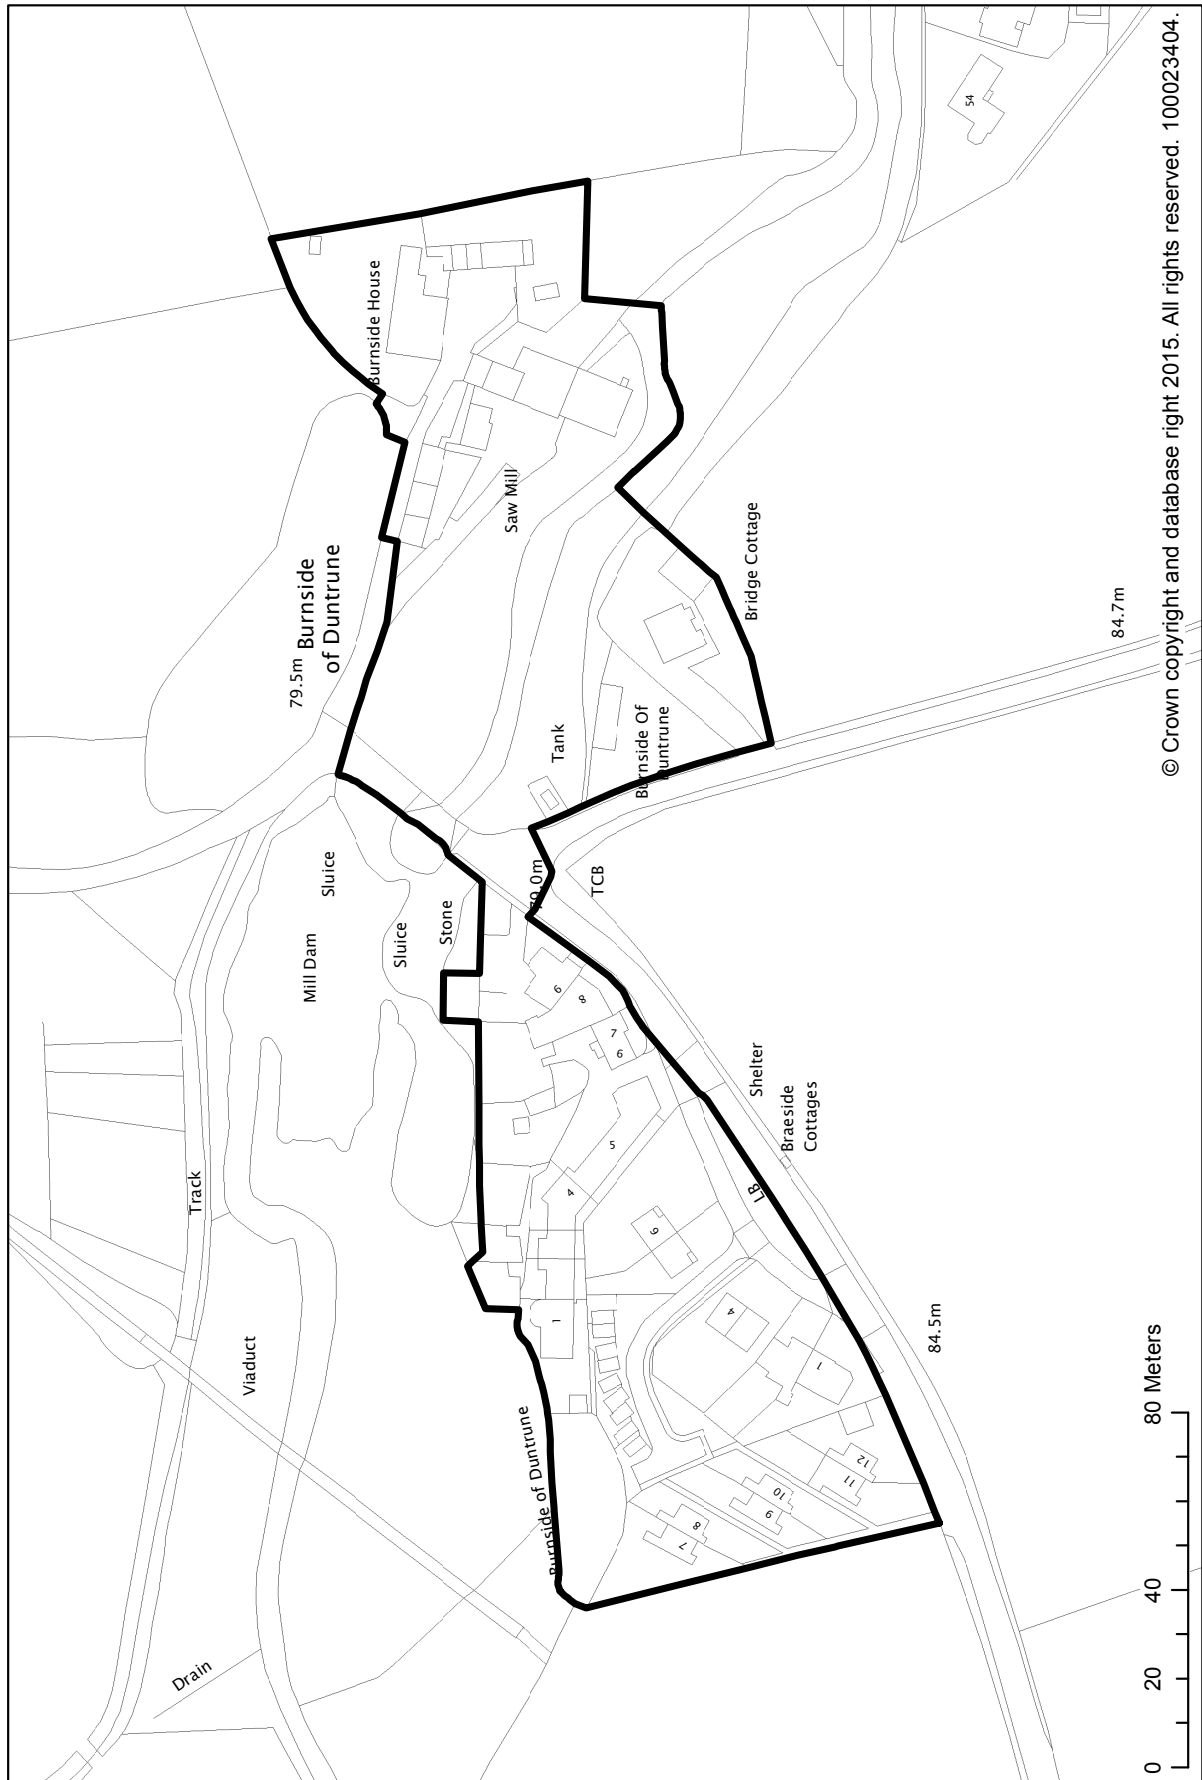 Drain
Viaduct
Track
Mill Dam
Sluice
Sluice
Stone
79.5m
Burnside
of Duntrune
Burnside House
Saw Mill
54
Burnside of Duntrune
1
4
5
6
7
6
8
9
79.0m
Tank
TCB
Burnside Of
Duntrune
Bridge Cottage
7
8
9
10
11
12
1
4
LB
Shelter
Braeside
Cottages
84.5m
84.7m
0
20
40
80 Meters
© Crown copyright and database right 2015. All rights reserved. 100023404.